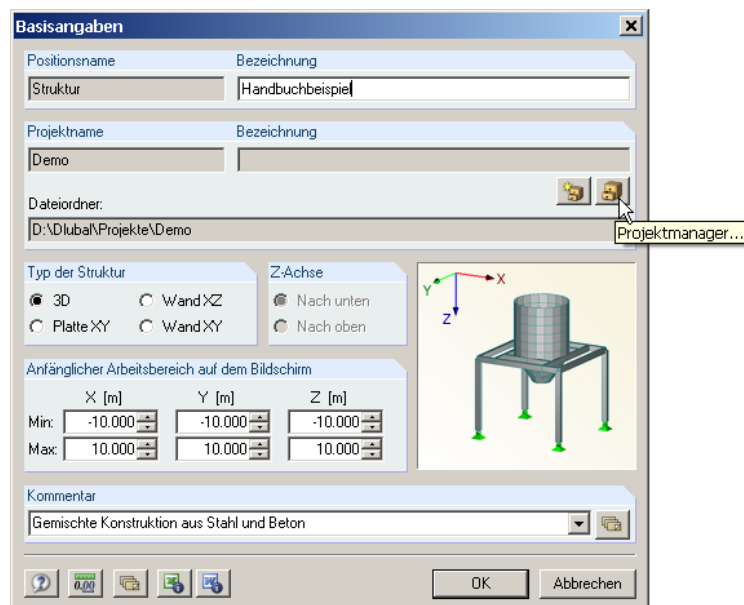 Basisangaben
Positionsname Bezeichnung
Struktur Handbuchbeispiel
Projektname Bezeichnung
Demo
Dateiordner:
D:\Dlubal\Projekte\Demo
Projektmanager...
Typ der Struktur Z-Achse
3D Wand XZ Nach unten
Platte XY Wand XY Nach oben
X
Y
Z
Anfänglicher Arbeitsbereich auf dem Bildschirm
X [m] Y [m] Z [m]
Min: -10.000 -10.000 -10.000
Max: 10.000 10.000 10.000
Kommentar
Gemischte Konstruktion aus Stahl und Beton
0.00
OK Abbrechen